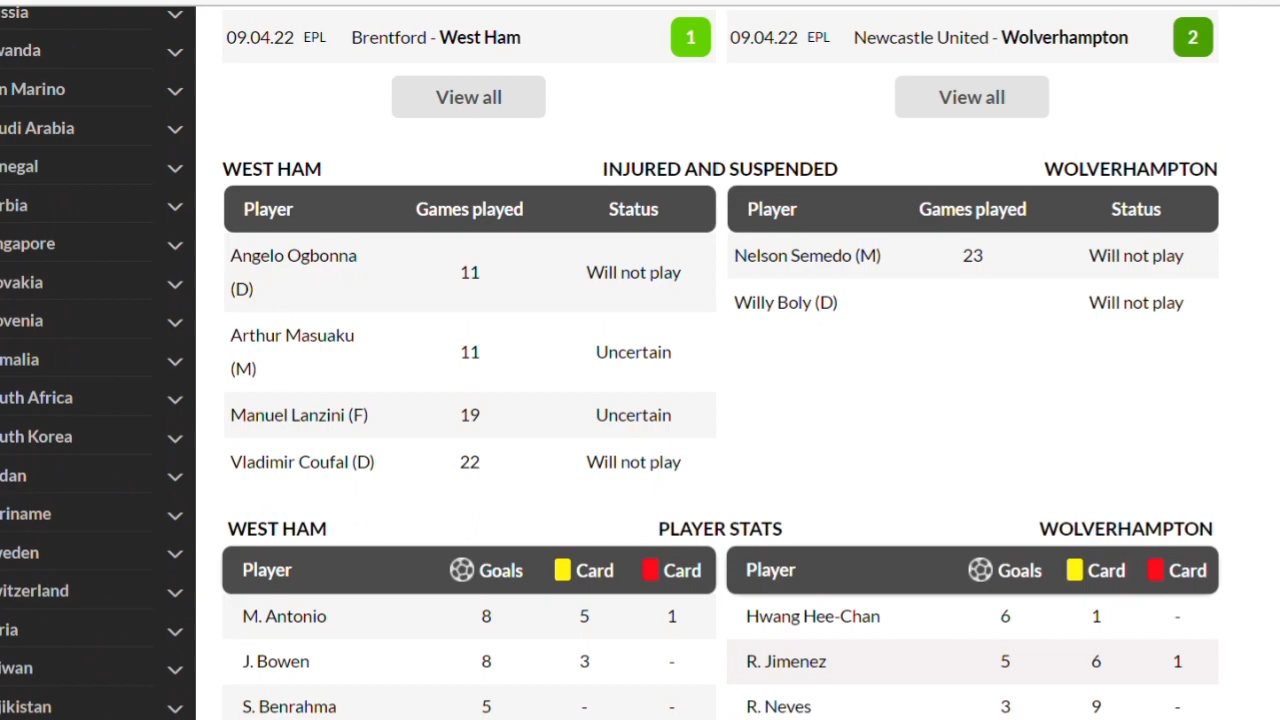 ssia
09.04.22 EPL Brentford - West Ham 1
09.04.22 EPL Newcastle United - Wolverhampton 2
wanda
n Marino
View all
View all
udi Arabia
negal
WEST HAM INJURED AND SUSPENDED WOLVERHAMPTON
rbia
Player Games played Status
Player Games played Status
ngapore
Angelo Ogbonna (D) 11 Will not play
Nelson Semedo (M) 23 Will not play
ovakia
Willy Boly (D) Will not play
ovenia
Arthur Masuaku (M) 11 Uncertain
malia
uth Africa
Manuel Lanzini (F) 19 Uncertain
uth Korea
Vladimir Coufal (D) 22 Will not play
dan
riname
WEST HAM PLAYER STATS WOLVERHAMPTON
weden
Player Goals Card Card
Player Goals Card Card
vitzerland
M. Antonio 8 5 1
Hwang Hee-Chan 6 1 -
ria
J. Bowen 8 3 -
R. Jimenez 5 6 1
iwan
S. Benrahma 5 - -
R. Neves 3 9 -
jikistan